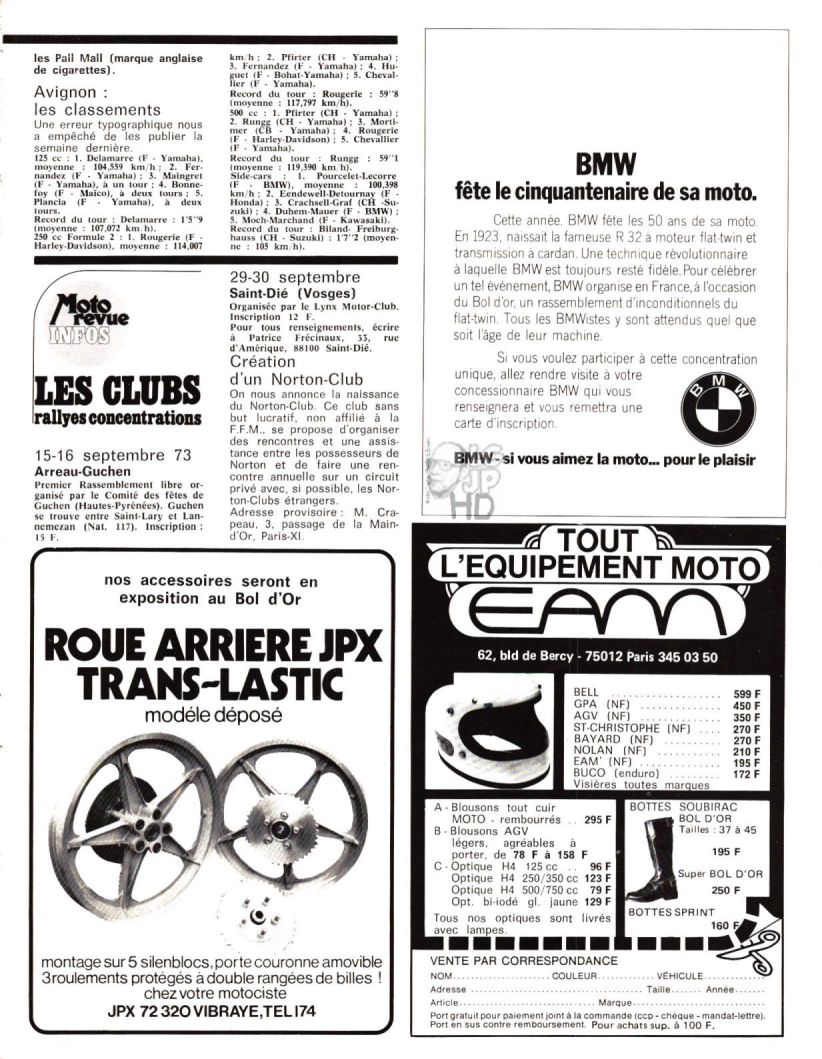 les Pall Mall (marque anglaise
de cigarettes).
Avignon :
les classements
Une erreur typographique nous
a empêché de les publier la
semaine dernière.
125 cc : 1. Delamarre (F - Yamaha),
moyenne : 104,559 km/h ; 2. Fer-
nandez (F - Yamaha) ; 3. Maingret
(F - Yamaha), à un tour ; 4. Bonne-
foy (F - Maico), à deux tours ; 5.
Plancia (F - Yamaha), à deux
tours.
Record du tour : Delamarre : 1'5"9
(moyenne : 107,072 km/h).
250 cc Formule 2 : 1. Rougerie (F -
Harley-Davidson), moyenne : 114,007
km/h ; 2. Pfirter (CH - Yamaha) ;
3. Fernandez (F - Yamaha) ; 4. Hu-
guet (F - Bohat-Yamaha) ; 5. Cheval-
lier (F - Yamaha).
Record du tour : Rougerie : 59"8
(moyenne : 117,797 km/h).
500 cc : 1. Pfirter (CH - Yamaha) ;
2. Rungg (CH - Yamaha) ; 3. Morti-
mer (GB - Yamaha) ; 4. Rougerie
(F - Harley-Davidson) ; 5. Chevallier
(F - Yamaha).
Record du tour : Rungg : 59"1
(moyenne : 119,390 km/h).
Side-cars : 1. Pourcelet-Lecorre
(F - BMW), moyenne : 100,398
km/h ; 2. Eendewell-Detournay (F -
Honda) ; 3. Crachsell-Graf (CH -Su-
zuki) ; 4. Duhem-Mauer (F - BMW) ;
5. Moch-Marchand (F - Kawasaki).
Record du tour : Biland- Freiburg-
hauss (CH - Suzuki) : 1'7"2 (moyen-
ne : 105 km/h).
Moto
revue
INFOS
LES CLUBS
rallyes concentrations
15-16 septembre 73
Arreau-Guchen
Premier Rassemblement libre or-
ganisé par le Comité des fêtes de
Guchen (Hautes-Pyrénées). Guchen
se trouve entre Saint-Lary et Lan-
nemezan (Nat. 117). Inscription :
15 F.
29-30 septembre
Saint-Dié (Vosges)
Organisée par le Lynx Motor-Club.
Inscription 12 F.
Pour tous renseignements, écrire
à Patrice Frécinaux, 33, rue
d'Amérique, 88100 Saint-Dié.
Création
d'un Norton-Club
On nous annonce la naissance
du Norton-Club. Ce club sans
but lucratif, non affilié à la
F.F.M., se propose d'organiser
des rencontres et une assis-
tance entre les possesseurs de
Norton et de faire une ren-
contre annuelle sur un circuit
privé avec, si possible, les Nor-
ton-Clubs étrangers.
Adresse provisoire : M. Cra-
peau, 3, passage de la Main-
d'Or, Paris-XI.
BMW
fête le cinquantenaire de sa moto.
Cette année. BMW fête les 50 ans de sa moto.
En 1923, naissait la fameuse R 32 à moteur flat-twin et
transmission à cardan. Une technique révolutionnaire
à laquelle BMW est toujours resté fidèle. Pour célébrer
un tel événement, BMW organise en France, à l'occasion
du Bol d'or, un rassemblement d'inconditionnels du
flat-twin. Tous les BMWistes y sont attendus quel que
soit l'âge de leur machine.
Si vous voulez participer à cette concentration
unique, allez rendre visite à votre
concessionnaire BMW qui vous
renseignera et vous remettra une
carte d'inscription.
BMW
BMW - si vous aimez la moto... pour le plaisir
JP
HD
nos accessoires seront en
exposition au Bol d'Or
ROUE ARRIERE JPX
TRANS-LASTIC
modéle déposé
montage sur 5 silenblocs, porte couronne amovible
3 roulements protégés à double rangées de billes !
chez votre motociste
JPX 72 320 VIBRAYE, TEL 174
TOUT
L'EQUIPEMENT MOTO
EAM
62, bld de Bercy - 75012 Paris 345 03 50
BELL .................. 599 F
GPA (NF) .............. 450 F
AGV (NF) .............. 350 F
ST-CHRISTOPHE (NF) .... 270 F
BAYARD (NF) ........... 270 F
NOLAN (NF) ............ 210 F
EAM' (NF) ............. 195 F
BUCO (enduro) ......... 172 F
Visières toutes marques
A - Blousons tout cuir
MOTO - rembourrés .. 295 F
B - Blousons AGV
légers, agréables à
porter, de 78 F à 158 F
C - Optique H4 125 cc .. 96 F
Optique H4 250/350 cc 123 F
Optique H4 500/750 cc 79 F
Opt. bi-iodé gl. jaune 129 F
Tous nos optiques sont livrés
avec lampes.
BOTTES SOUBIRAC
BOL D'OR
Tailles : 37 à 45
195 F
Super BOL D'OR
250 F
BOTTES SPRINT
160 F
VENTE PAR CORRESPONDANCE
NOM.................... COULEUR............ VÉHICULE............
Adresse .................................... Taille..... Année.......
Article............................ Marque............................
Port gratuit pour paiement joint à la commande (ccp - chèque - mandat-lettre).
Port en sus contre remboursement. Pour achats sup. à 100 F.